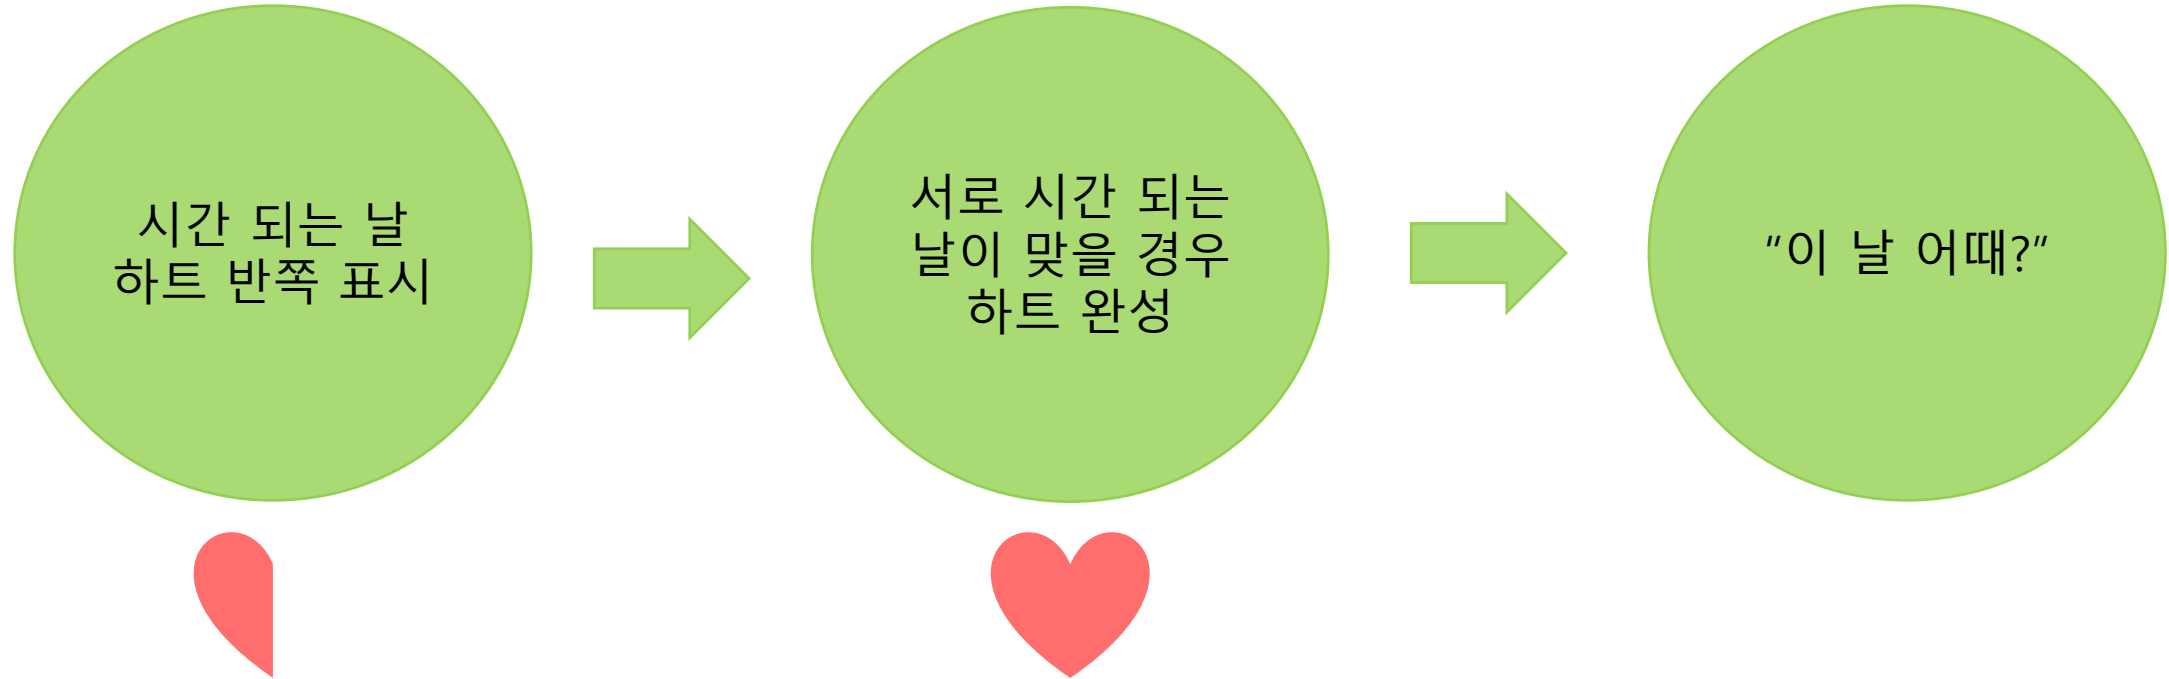 시간 되는 날
하트 반쪽 표시
서로 시간 되는
날이 맞을 경우
하트 완성
“이 날 어때?”